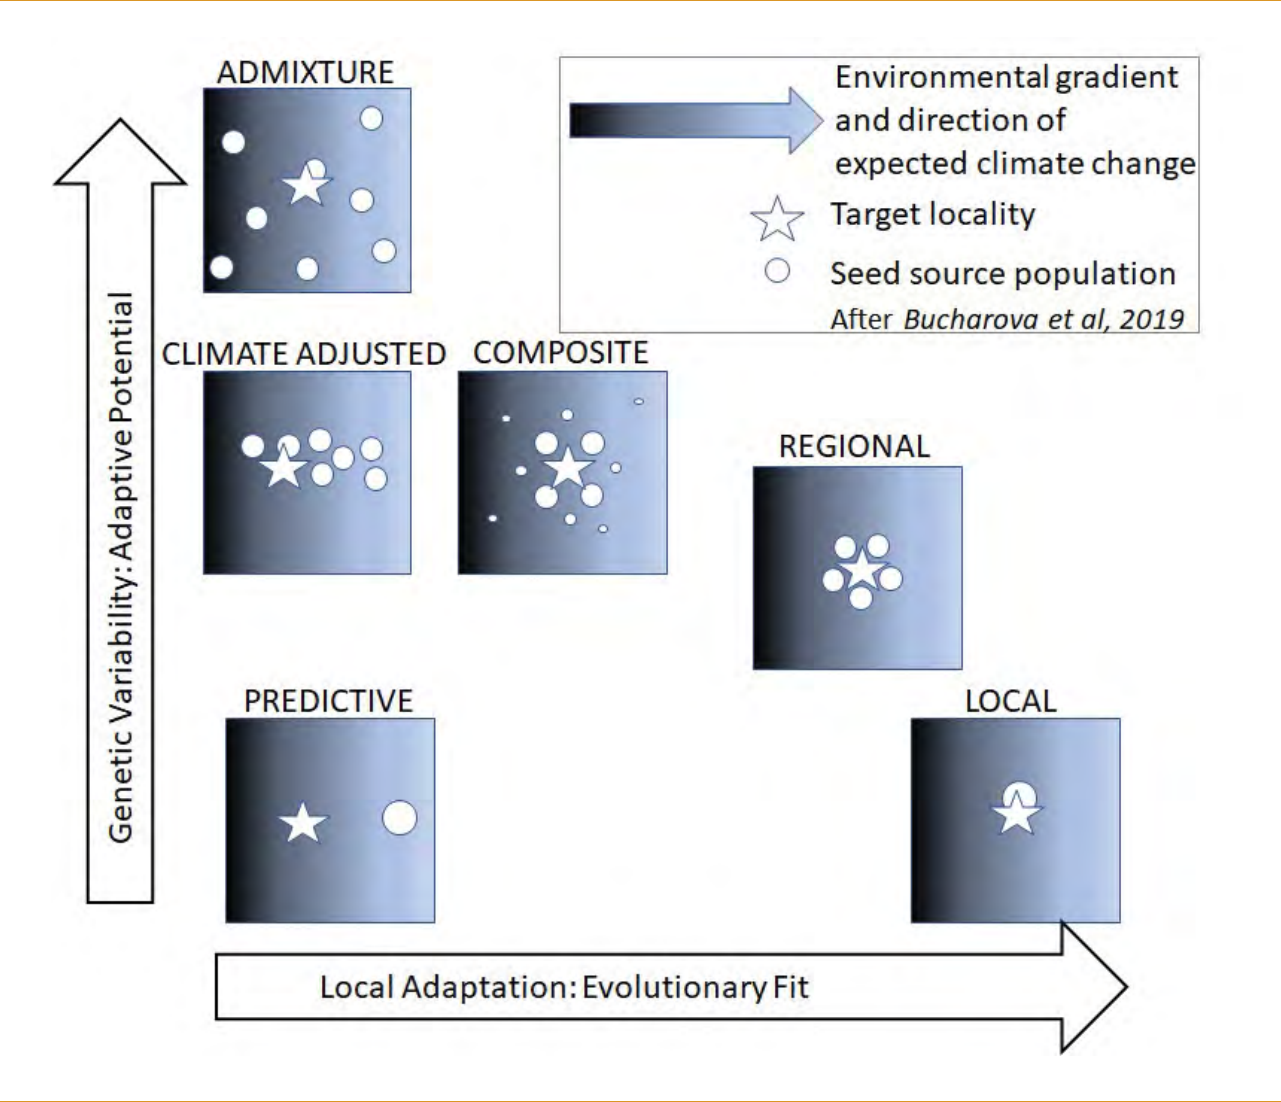 ADMIXTURE
Environmental gradient
and direction of
expected climate change
Target locality
Seed source population
After Bucharova et al, 2019
CLIMATE ADJUSTED
COMPOSITE
REGIONAL
PREDICTIVE
LOCAL
Genetic Variability: Adaptive Potential
Local Adaptation: Evolutionary Fit